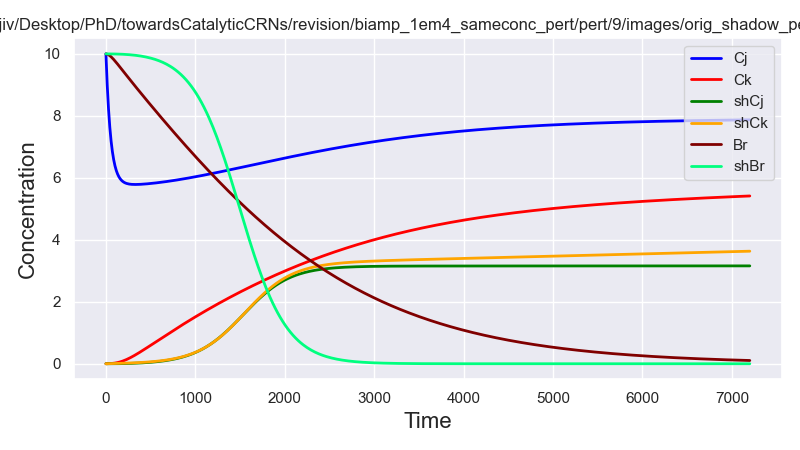 jiv/Desktop/PhD/towardsCatalyticCRNs/revision/biamp_1em4_sameconc_pert/pert/9/images/orig_shadow_pe
Concentration
10
8
6
4
2
0
Cj
Ck
shCj
shCk
Br
shBr
0 1000 2000 3000 4000 5000 6000 7000
Time